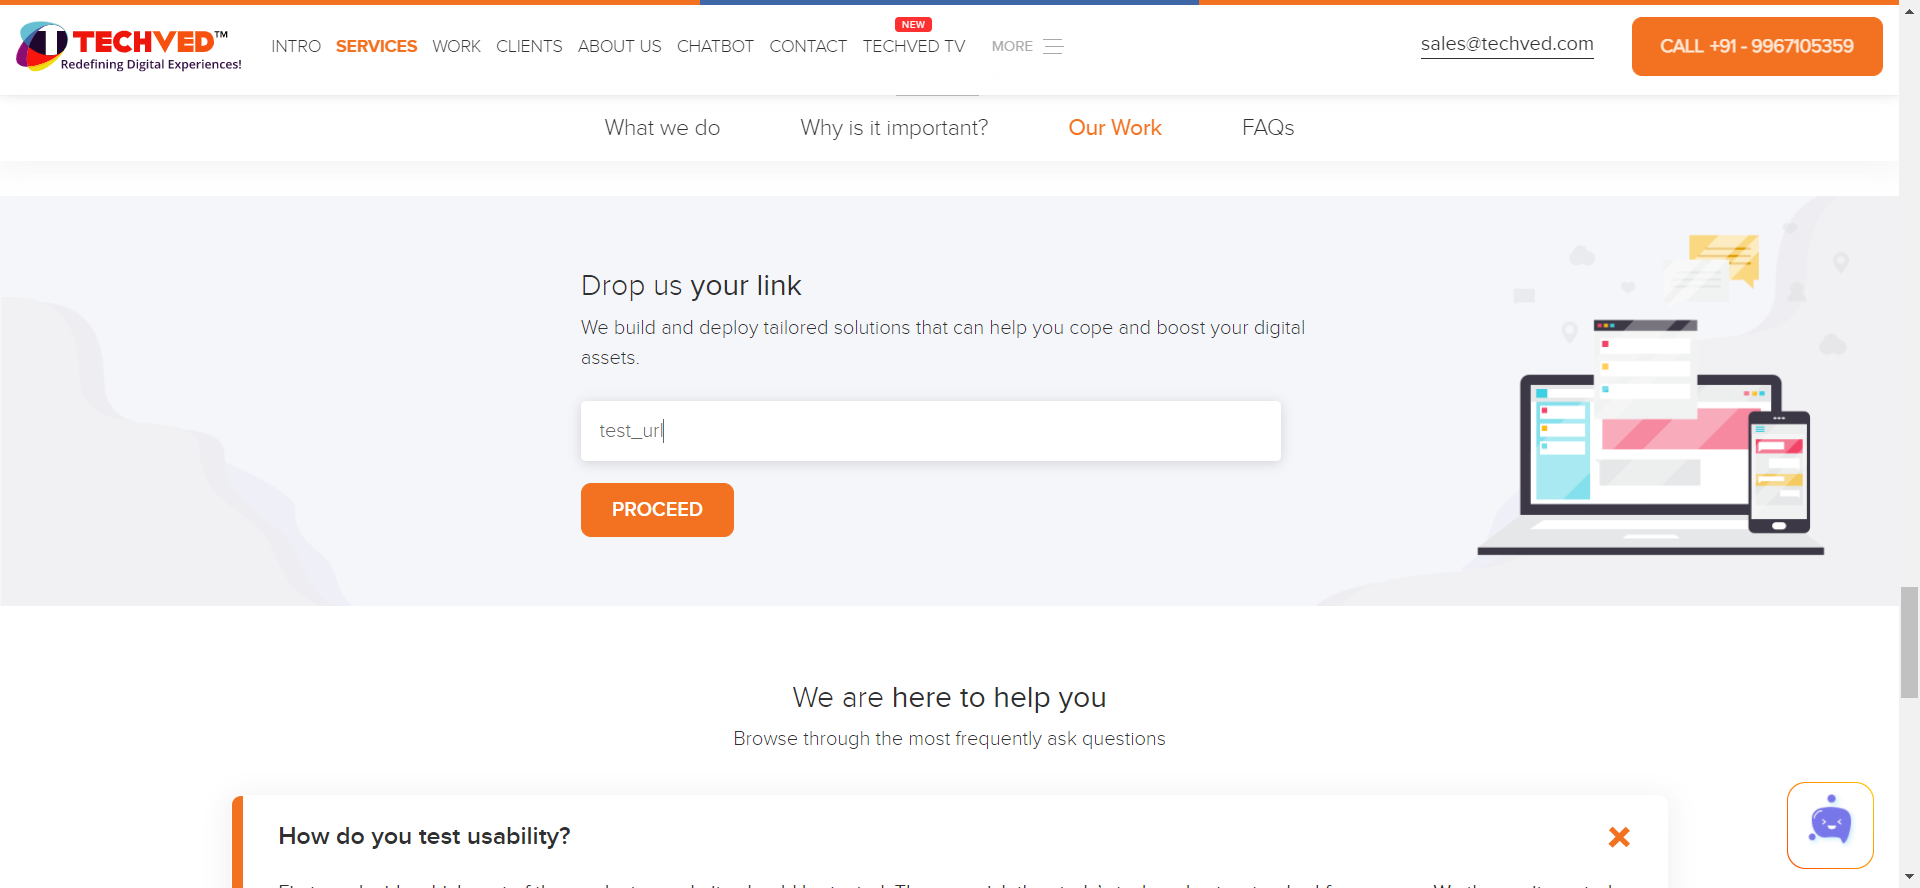 TECHVED™
Redefining Digital Experiences!
INTRO SERVICES WORK CLIENTS ABOUT US CHATBOT CONTACT TECHVED TV MORE
NEW
sales@techved.com
CALL +91 - 9967105359
What we do Why is it important? Our Work FAQs
Drop us your link
We build and deploy tailored solutions that can help you cope and boost your digital
assets.
test_url
PROCEED
We are here to help you
Browse through the most frequently ask questions
How do you test usability?